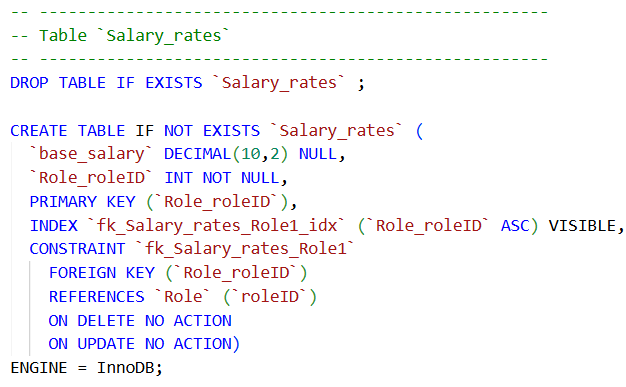 -- -----------------------------------------------------
-- Table `Salary_rates`
-- -----------------------------------------------------
DROP TABLE IF EXISTS `Salary_rates` ;
CREATE TABLE IF NOT EXISTS `Salary_rates` (
`base_salary` DECIMAL(10,2) NULL,
`Role_roleID` INT NOT NULL,
PRIMARY KEY (`Role_roleID`),
INDEX `fk_Salary_rates_Role1_idx` (`Role_roleID` ASC) VISIBLE,
CONSTRAINT `fk_Salary_rates_Role1`
FOREIGN KEY (`Role_roleID`)
REFERENCES `Role` (`roleID`)
ON DELETE NO ACTION
ON UPDATE NO ACTION)
ENGINE = InnoDB;